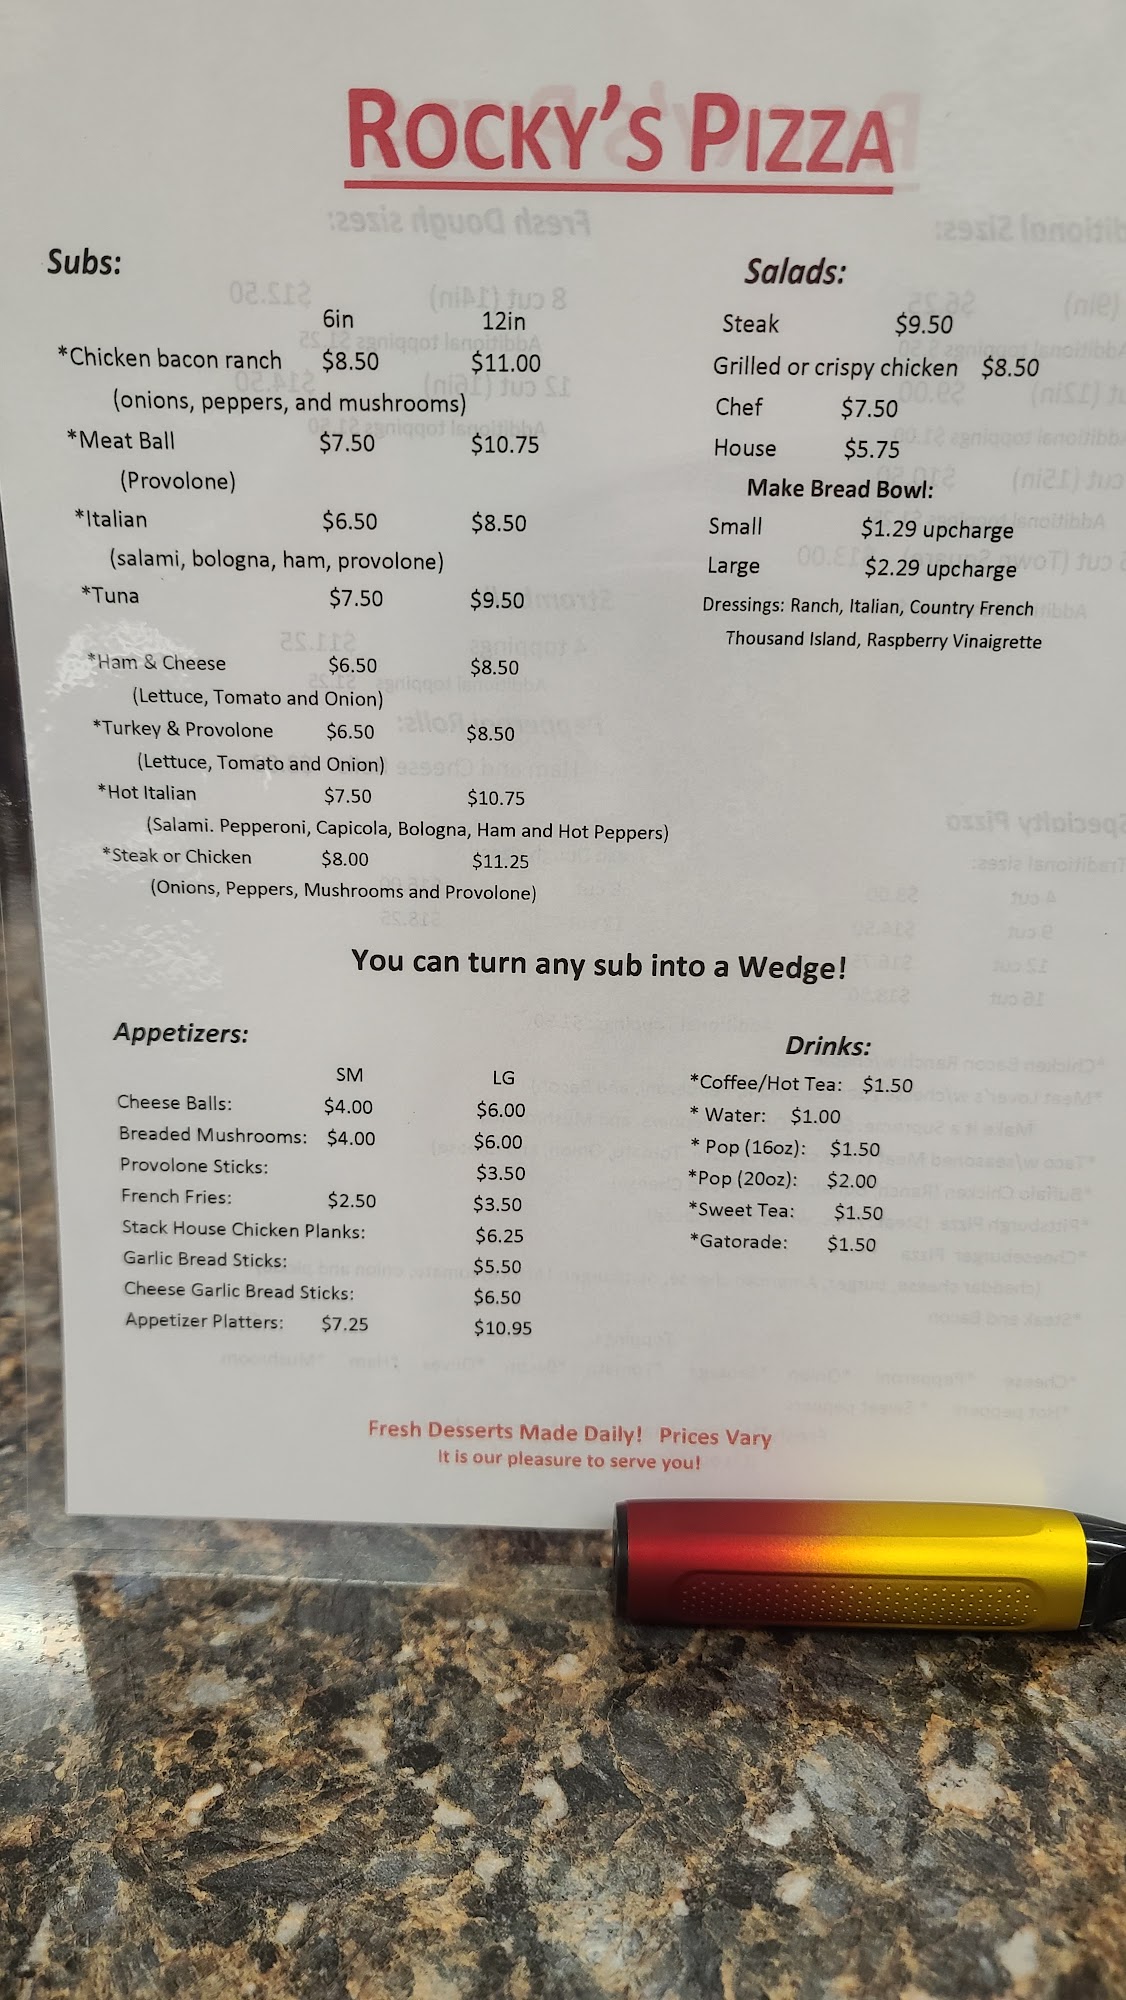 ROCKY'S PIZZA
Subs:
6in 12in
*Chicken bacon ranch $8.50 $11.00
(onions, peppers, and mushrooms)
*Meat Ball $7.50 $10.75
(Provolone)
*Italian $6.50 $8.50
(salami, bologna, ham, provolone)
*Tuna $7.50 $9.50
*Ham & Cheese $6.50 $8.50
(Lettuce, Tomato and Onion)
*Turkey & Provolone $6.50 $8.50
(Lettuce, Tomato and Onion)
*Hot Italian $7.50 $10.75
(Salami. Pepperoni, Capicola, Bologna, Ham and Hot Peppers)
*Steak or Chicken $8.00 $11.25
(Onions, Peppers, Mushrooms and Provolone)
Salads:
Steak $9.50
Grilled or crispy chicken $8.50
Chef $7.50
House $5.75
Make Bread Bowl:
Small $1.29 upcharge
Large $2.29 upcharge
Dressings: Ranch, Italian, Country French
Thousand Island, Raspberry Vinaigrette
You can turn any sub into a Wedge!
Appetizers:
SM LG
Cheese Balls: $4.00 $6.00
Breaded Mushrooms: $4.00 $6.00
Provolone Sticks: $3.50
French Fries: $2.50 $3.50
Stack House Chicken Planks: $6.25
Garlic Bread Sticks: $5.50
Cheese Garlic Bread Sticks: $6.50
Appetizer Platters: $7.25 $10.95
Drinks:
*Coffee/Hot Tea: $1.50
* Water: $1.00
* Pop (16oz): $1.50
*Pop (20oz): $2.00
*Sweet Tea: $1.50
*Gatorade: $1.50
Fresh Desserts Made Daily! Prices Vary
It is our pleasure to serve you!